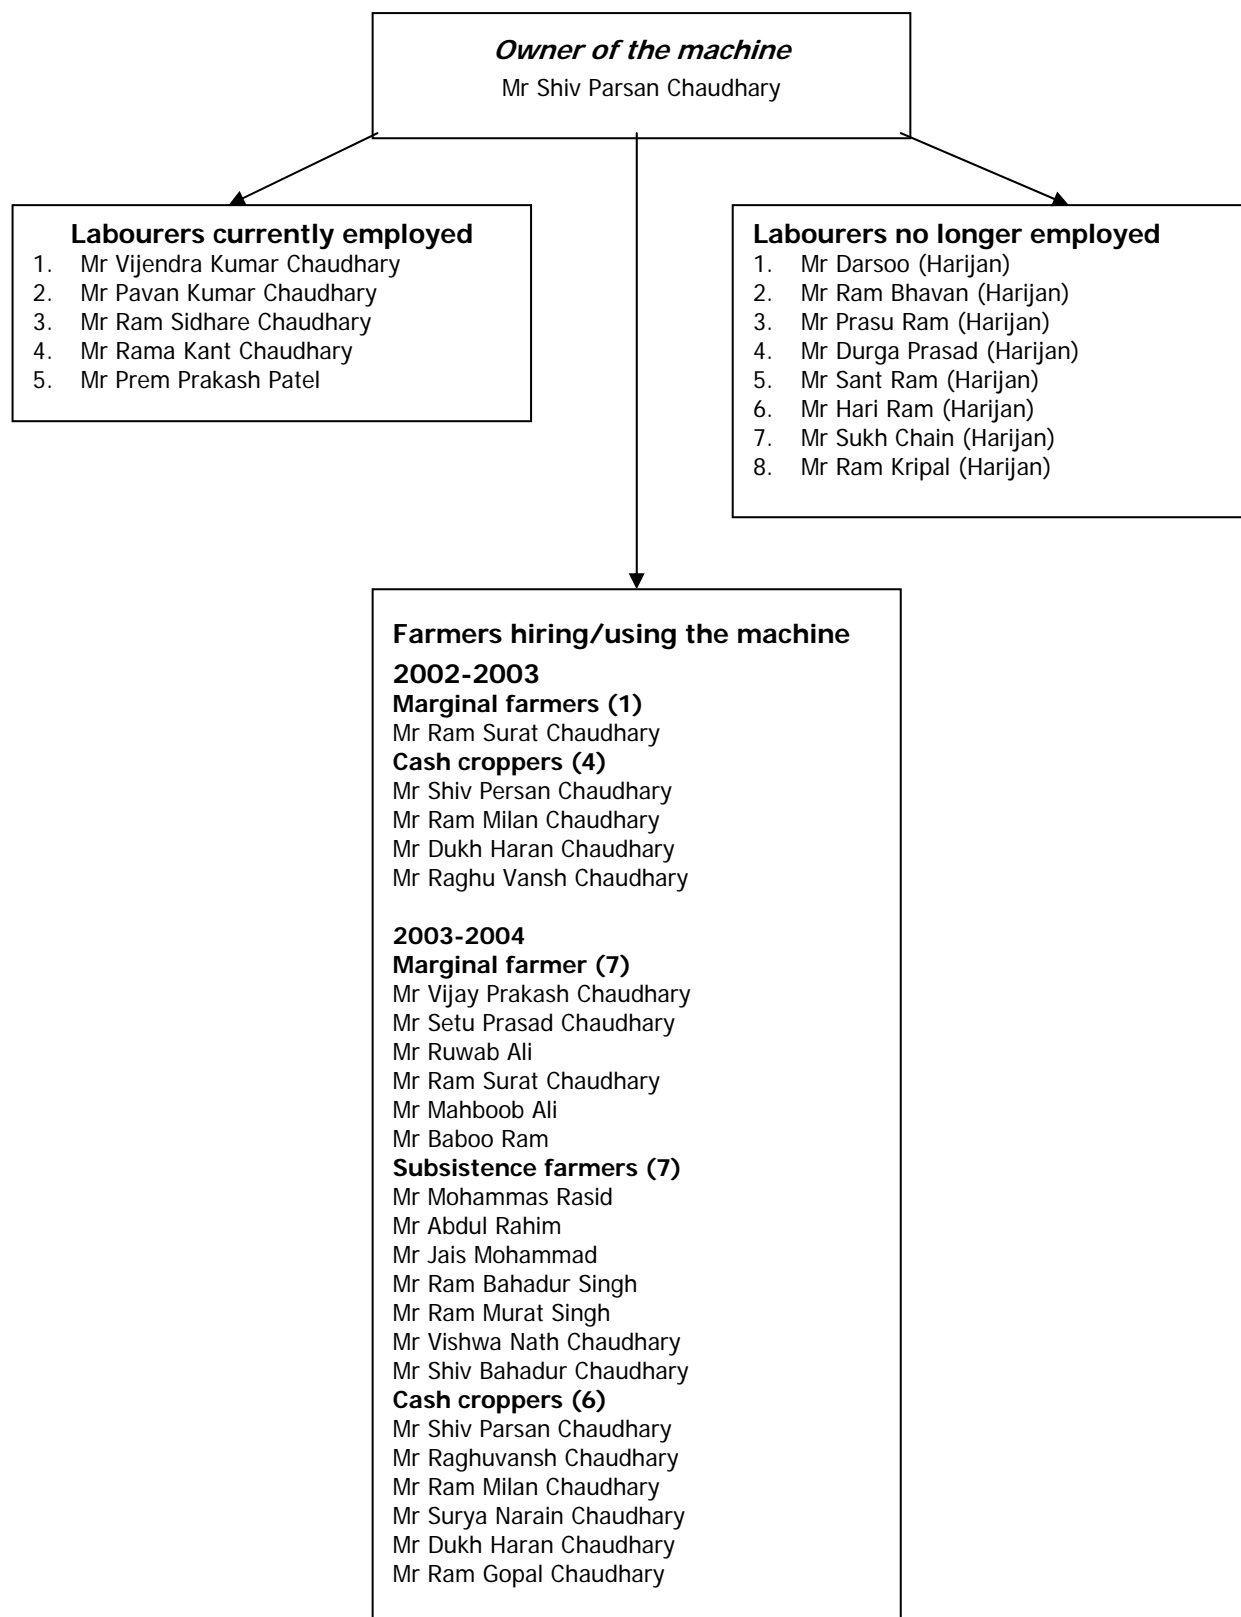 Owner of the machine
Mr Shiv Parsan Chaudhary
Labourers currently employed
1. Mr Vijendra Kumar Chaudhary
2. Mr Pavan Kumar Chaudhary
3. Mr Ram Sidhare Chaudhary
4. Mr Rama Kant Chaudhary
5. Mr Prem Prakash Patel
Labourers no longer employed
1. Mr Darsoo (Harijan)
2. Mr Ram Bhavan (Harijan)
3. Mr Prasu Ram (Harijan)
4. Mr Durga Prasad (Harijan)
5. Mr Sant Ram (Harijan)
6. Mr Hari Ram (Harijan)
7. Mr Sukh Chain (Harijan)
8. Mr Ram Kripal (Harijan)
Farmers hiring/using the machine
2002-2003
Marginal farmers (1)
Mr Ram Surat Chaudhary
Cash croppers (4)
Mr Shiv Persan Chaudhary
Mr Ram Milan Chaudhary
Mr Dukh Haran Chaudhary
Mr Raghu Vansh Chaudhary
2003-2004
Marginal farmer (7)
Mr Vijay Prakash Chaudhary
Mr Setu Prasad Chaudhary
Mr Ruwab Ali
Mr Ram Surat Chaudhary
Mr Mahboob Ali
Mr Baboo Ram
Subsistence farmers (7)
Mr Mohammas Rasid
Mr Abdul Rahim
Mr Jais Mohammad
Mr Ram Bahadur Singh
Mr Ram Murat Singh
Mr Vishwa Nath Chaudhary
Mr Shiv Bahadur Chaudhary
Cash croppers (6)
Mr Shiv Parsan Chaudhary
Mr Raghuvansh Chaudhary
Mr Ram Milan Chaudhary
Mr Surya Narain Chaudhary
Mr Dukh Haran Chaudhary
Mr Ram Gopal Chaudhary